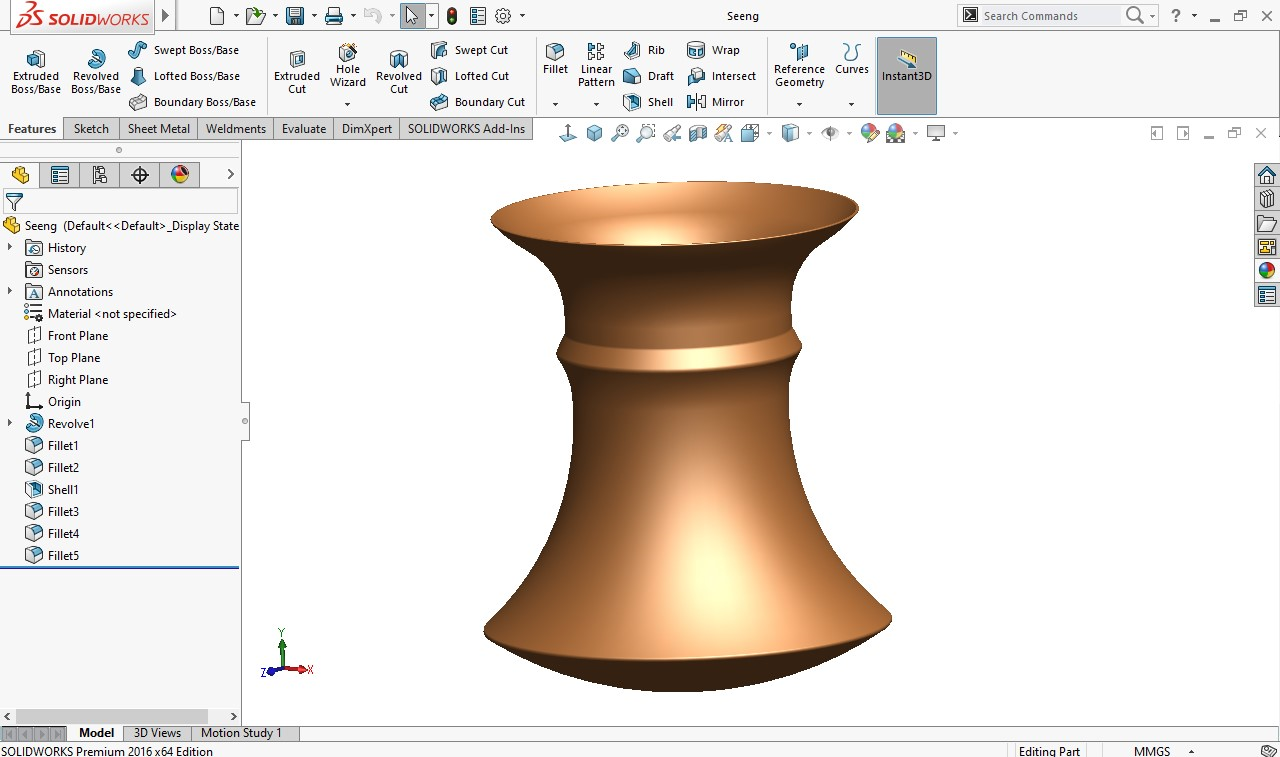 SOLIDWORKS
Seeng
Search Commands
?
Extruded Boss/Base
Revolved Boss/Base
Swept Boss/Base
Lofted Boss/Base
Boundary Boss/Base
Extruded Cut
Hole Wizard
Revolved Cut
Swept Cut
Lofted Cut
Boundary Cut
Fillet
Linear Pattern
Rib
Draft
Shell
Wrap
Intersect
Mirror
Reference Geometry
Curves
Instant3D
Features
Sketch
Sheet Metal
Weldments
Evaluate
DimXpert
SOLIDWORKS Add-Ins
Seeng (Default<<Default>_Display State
History
Sensors
A Annotations
Material <not specified>
Front Plane
Top Plane
Right Plane
Origin
Revolve1
Fillet1
Fillet2
Shell1
Fillet3
Fillet4
Fillet5
Y
Z
X
Model
3D Views
Motion Study 1
SOLIDWORKS Premium 2016 x64 Edition
Editing Part
MMGS